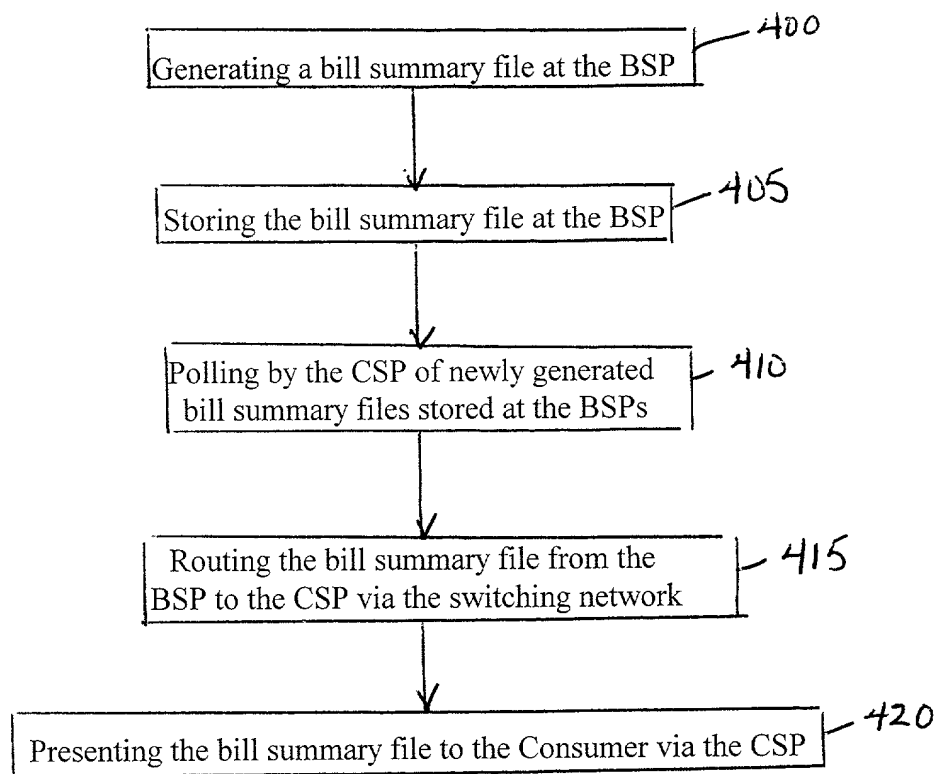 400
Generating a bill summary file at the BSP
405
Storing the bill summary file at the BSP
Polling by the CSP of newly generated
bill summary files stored at the BSPs
410
Routing the bill summary file from the
BSP to the CSP via the switching network
415
Presenting the bill summary file to the Consumer via the CSP
420